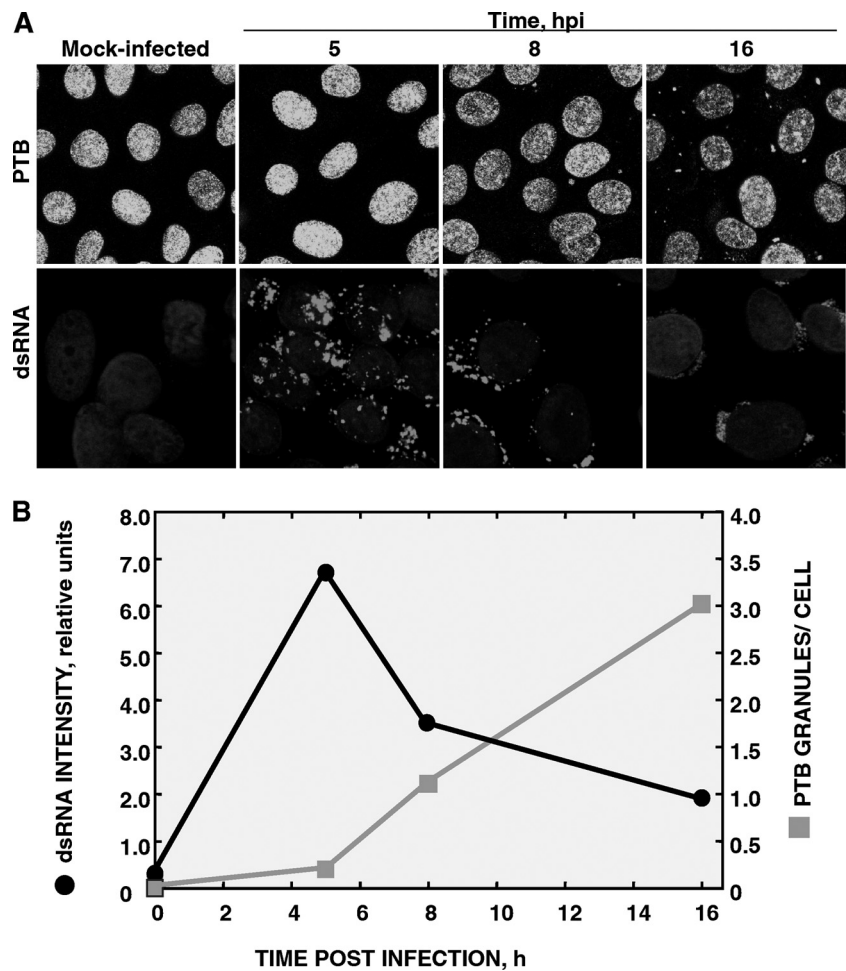 A
Time, hpi
Mock-infected 5 8 16
PTB
dsRNA
B
dsRNA INTENSITY, relative units
8.0
7.0
6.0
5.0
4.0
3.0
2.0
1.0
0
4.0
3.5
3.0
2.5
2.0
1.5
1.0
0.5
0
PTB GRANULES/ CELL
0 2 4 6 8 10 12 14 16
TIME POST INFECTION, h